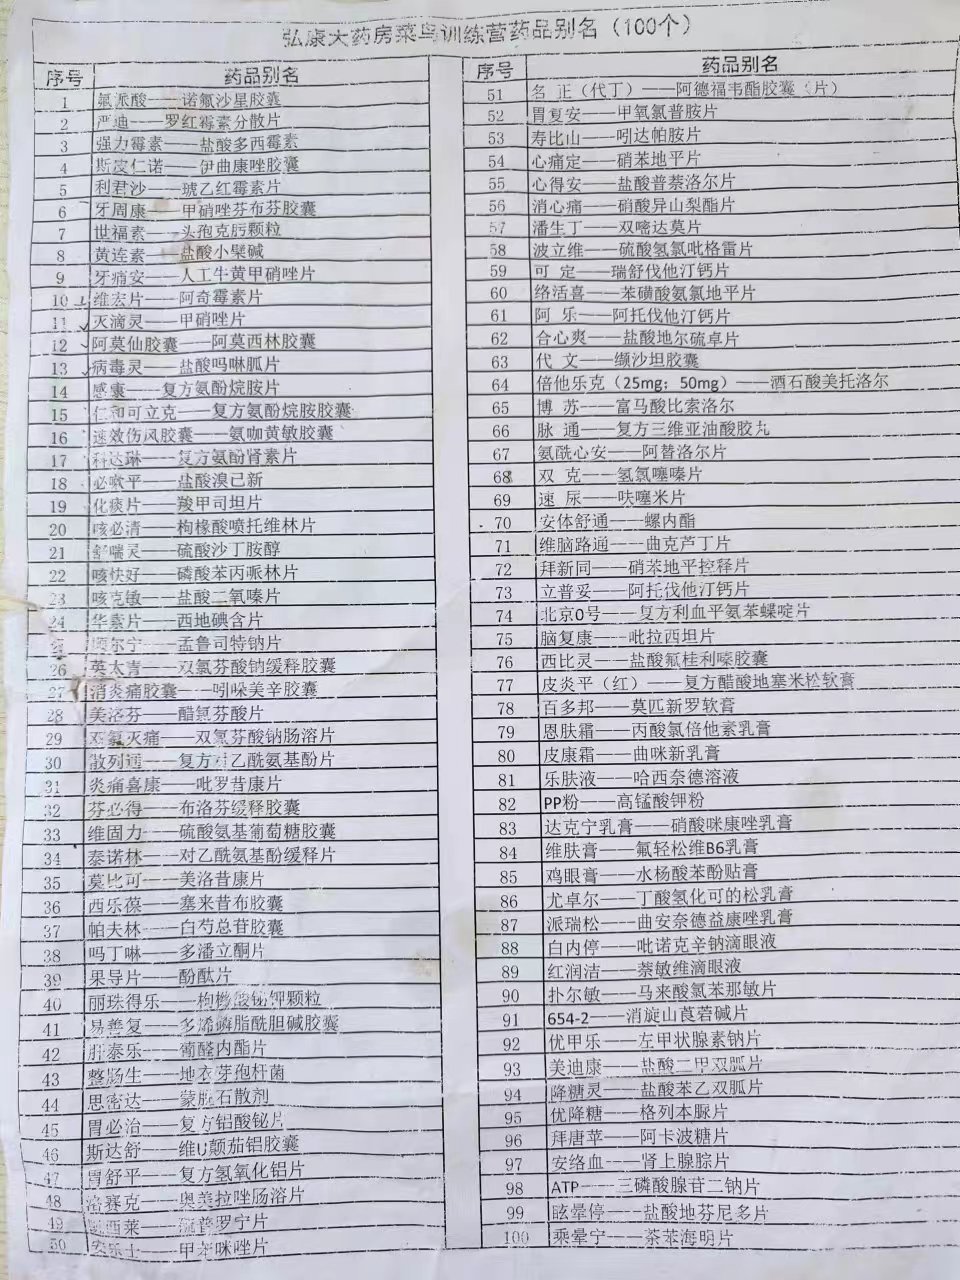 弘康大药房菜鸟训练营药品别名（100个）
序号 药品别名
1 氟派酸——诺氟沙星胶囊
2 严迪——罗红霉素分散片
3 强力霉素——盐酸多西霉素
4 斯皮仁诺——伊曲康唑胶囊
5 利君沙——琥乙红霉素片
6 牙周康——甲硝唑芬布芬胶囊
7 世福素——头孢克肟颗粒
8 黄连素——盐酸小檗碱
9 牙痛安——人工牛黄甲硝唑片
10 维宏片——阿奇霉素片
11 灭滴灵——甲硝唑片
12 阿莫仙胶囊——阿莫西林胶囊
13 病毒灵——盐酸吗啉胍片
14 感康——复方氨酚烷胺片
15 仁和可立克——复方氨酚烷胺胶囊
16 速效伤风胶囊——氨咖黄敏胶囊
17 科达琳——复方氨酚肾素片
18 必嗽平——盐酸溴已新
19 化痰片——羧甲司坦片
20 咳必清——枸橼酸喷托维林片
21 舒喘灵——硫酸沙丁胺醇
22 咳快好——磷酸苯丙哌林片
23 咳克敏——盐酸二氧嗪片
24 华素片——西地碘含片
25 顺尔宁——孟鲁司特钠片
26 英太青——双氯芬酸钠缓释胶囊
27 消炎痛胶囊——吲哚美辛胶囊
28 美洛芬——醋氯芬酸片
29 双氯灭痛——双氯芬酸钠肠溶片
30 散列通——复方对乙酰氨基酚片
31 炎痛喜康——吡罗昔康片
32 芬必得——布洛芬缓释胶囊
33 维固力——硫酸氨基葡萄糖胶囊
34 泰诺林——对乙酰氨基酚缓释片
35 莫比可——美洛昔康片
36 西乐葆——塞来昔布胶囊
37 帕夫林——白芍总苷胶囊
38 吗丁啉——多潘立酮片
39 果导片——酚酞片
40 丽珠得乐——枸橼酸铋钾颗粒
41 易善复——多烯磷脂酰胆碱胶囊
42 肝泰乐——葡醛内酯片
43 整肠生——地衣芽孢杆菌
44 思密达——蒙脱石散剂
45 胃必治——复方铝酸铋片
46 斯达舒——维U颠茄铝胶囊
47 胃舒平——复方氢氧化铝片
48 洛赛克——奥美拉唑肠溶片
49 凯西莱——硫普罗宁片
50 安乐士——甲苯咪唑片
序号 药品别名
51 名 正（代丁）——阿德福韦酯胶囊（片）
52 胃复安——甲氧氯普胺片
53 寿比山——吲达帕胺片
54 心痛定——硝苯地平片
55 心得安——盐酸普萘洛尔片
56 消心痛——硝酸异山梨酯片
57 潘生丁——双嘧达莫片
58 波立维——硫酸氢氯吡格雷片
59 可 定——瑞舒伐他汀钙片
60 络活喜——苯磺酸氨氯地平片
61 阿 乐——阿托伐他汀钙片
62 合心爽——盐酸地尔硫卓片
63 代 文——缬沙坦胶囊
64 倍他乐克（25mg；50mg）——酒石酸美托洛尔
65 博 苏——富马酸比索洛尔
66 脉 通——复方三维亚油酸胶丸
67 氨酰心安——阿替洛尔片
68 双 克——氢氯噻嗪片
69 速 尿——呋噻米片
70 安体舒通——螺内酯
71 维脑路通——曲克芦丁片
72 拜新同——硝苯地平控释片
73 立普妥——阿托伐他汀钙片
74 北京0号——复方利血平氨苯蝶啶片
75 脑复康——吡拉西坦片
76 西比灵——盐酸氟桂利嗪胶囊
77 皮炎平（红）——复方醋酸地塞米松软膏
78 百多邦——莫匹新罗软膏
79 恩肤霜——丙酸氯倍他索乳膏
80 皮康霜——曲咪新乳膏
81 乐肤液——哈西奈德溶液
82 PP粉——高锰酸钾粉
83 达克宁乳膏——硝酸咪康唑乳膏
84 维肤膏——氟轻松维B6乳膏
85 鸡眼膏——水杨酸苯酚贴膏
86 尤卓尔——丁酸氢化可的松乳膏
87 派瑞松——曲安奈德益康唑乳膏
88 白内停——吡诺克辛钠滴眼液
89 红润洁——萘敏维滴眼液
90 扑尔敏——马来酸氯苯那敏片
91 654-2——消旋山莨菪碱片
92 优甲乐——左甲状腺素钠片
93 美迪康——盐酸二甲双胍片
94 降糖灵——盐酸苯乙双胍片
95 优降糖——格列本脲片
96 拜唐苹——阿卡波糖片
97 安络血——肾上腺腙片
98 ATP——三磷酸腺苷二钠片
99 眩晕停——盐酸地芬尼多片
100 乘晕宁——茶苯海明片